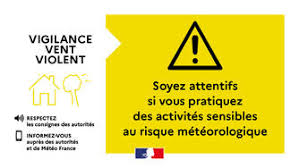 VIGILANCE
VENT
VIOLENT
RESPECTEZ
les consignes des autorités
INFORMEZ-VOUS
auprès des autorités
et de Météo France
Soyez attentifs
si vous pratiquez
des activités sensibles
au risque météorologique